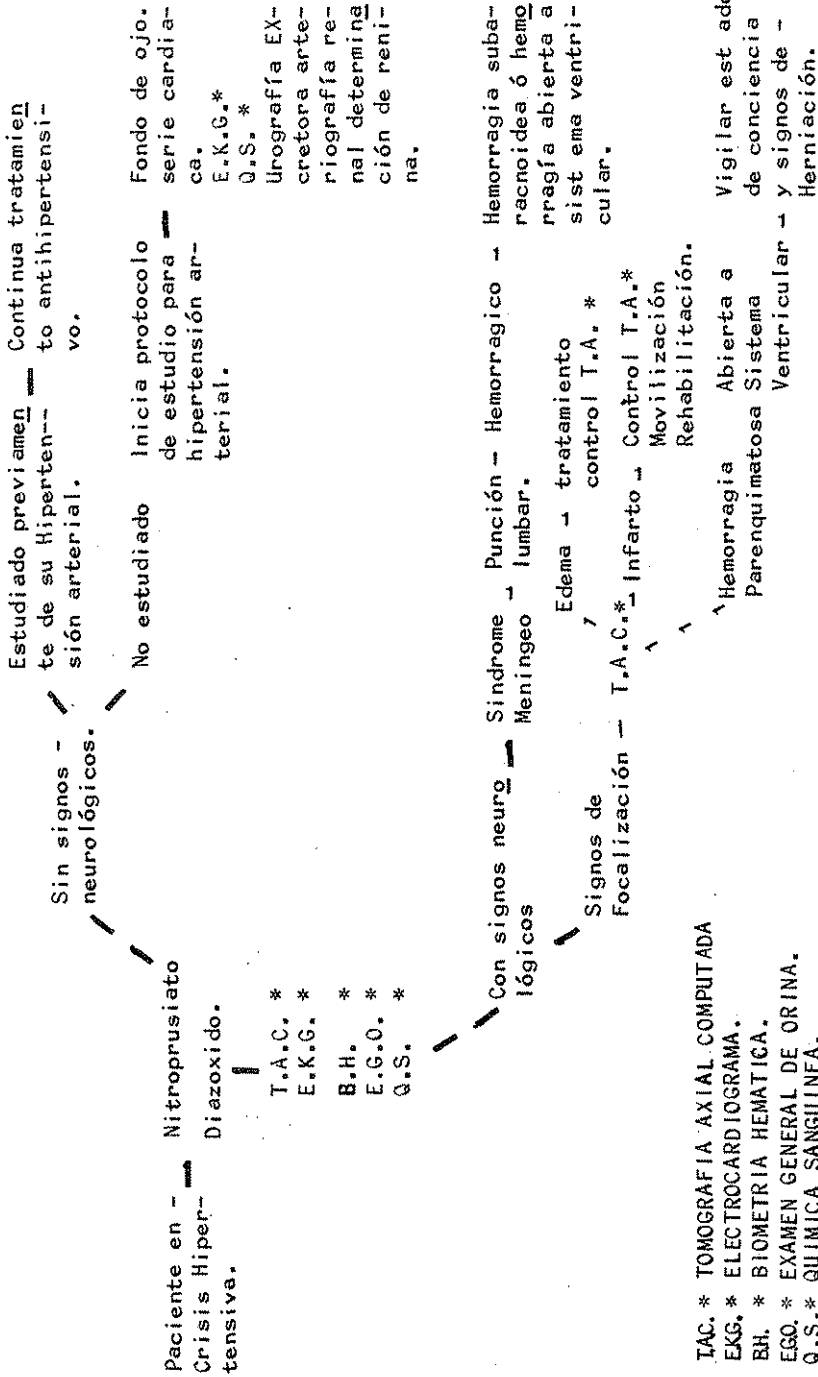 Paciente en -
Crisis Hiper-
tensiva.
Nitroprusiato
Diazoxido.
T.A.C. *
E.K.G. *
B.H. *
E.G.O. *
Q.S. *
Sin signos -
neurológicos.
Estudiado previamen
te de su Hiperten--
sión arterial.
Continua tratamien
to antihipertensi-
vo.
No estudiado
Inicia protocolo
de estudio para
hipertensión ar-
terial.
Fondo de ojo.
serie cardia-
ca.
E.K.G.*
Q.S. *
Urografía EX-
cretora arte-
riografía re-
nal determina
ción de reni-
na.
Con signos neuro
lógicos
Sindrome
Meningeo
Punción -
lumbar.
Hemorragico
Hemorragia suba-
racnoidea ó hemo
rragía abierta a
sist ema ventri-
cular.
Signos de
Focalización -
T.A.C.*
Edema
tratamiento
control T.A. *
Infarto
Control T.A.*
Movilización
Rehabilitación.
Hemorragia
Parenquimatosa
Abierta a
Sistema
Ventricular
Vigilar est
de conciencia
y signos de -
Herniación.
TAC. * TOMOGRAFIA AXIAL COMPUTADA
EKG. * ELECTROCARDIOGRAMA.
BH. * BIOMETRIA HEMATICA.
EGO. * EXAMEN GENERAL DE ORINA.
Q.S.* QUIMICA SANGUINEA.